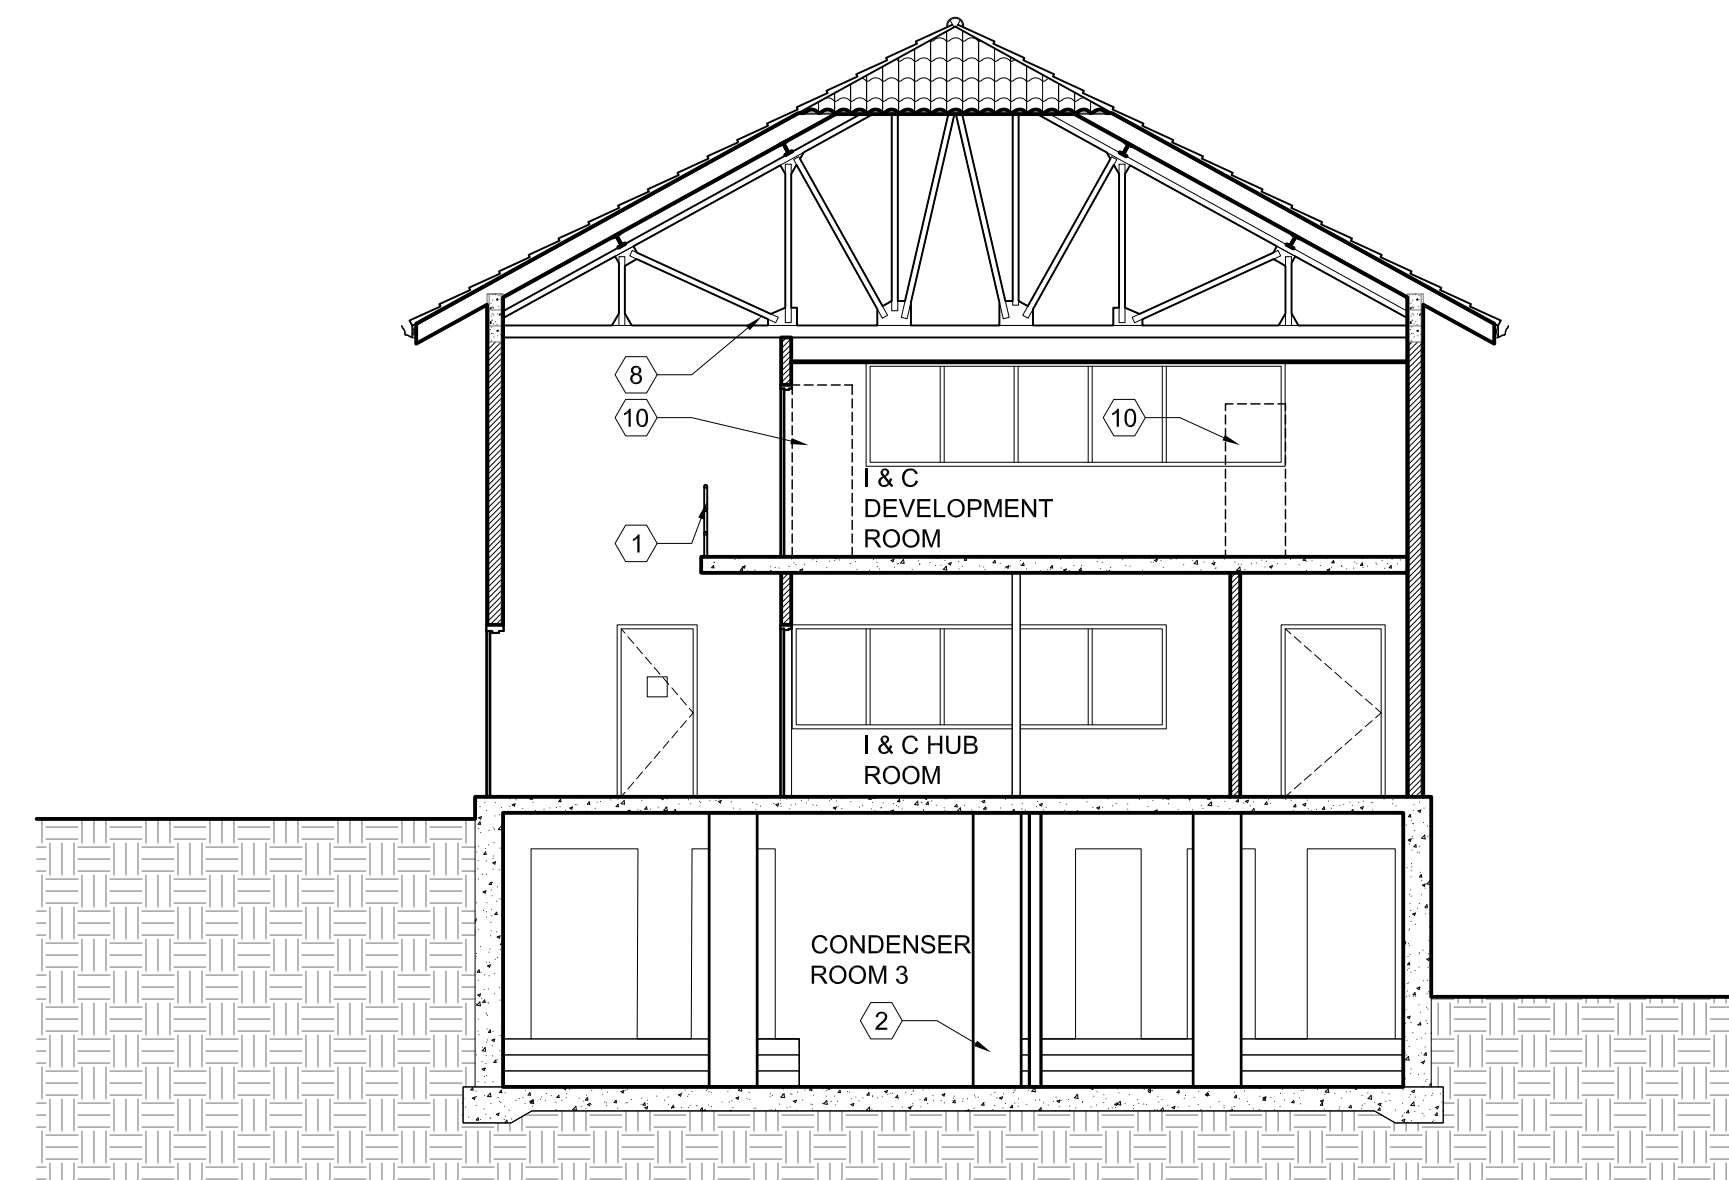 8
10
10
I & C
DEVELOPMENT
ROOM
1
I & C HUB
ROOM
CONDENSER
ROOM 3
2